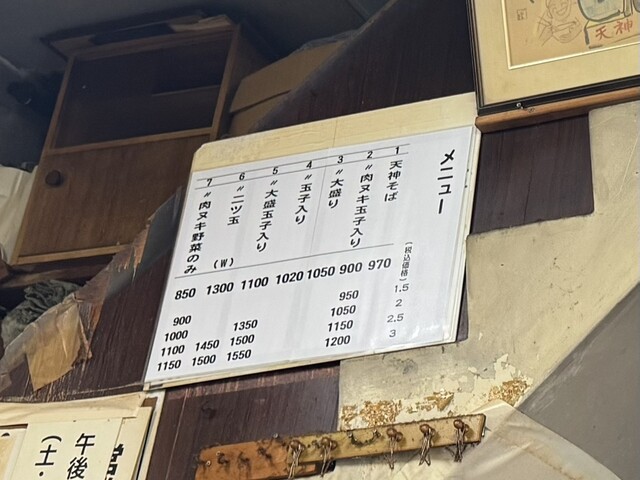 メニュー
(税込価格)
1.5
2
2.5
3
1 天神そば 970
2 〃肉ヌキ玉子入り 900
950
1050
1150
1200
3 〃大盛り 1050
4 〃玉子入り 1020
5 〃大盛玉子入り 1100
6 〃二ツ玉(W) 1300
1350
1500
1550
1450
1500
7 〃肉ヌキ野菜のみ 850
900
1000
1100
1150
天神
午後
(土・